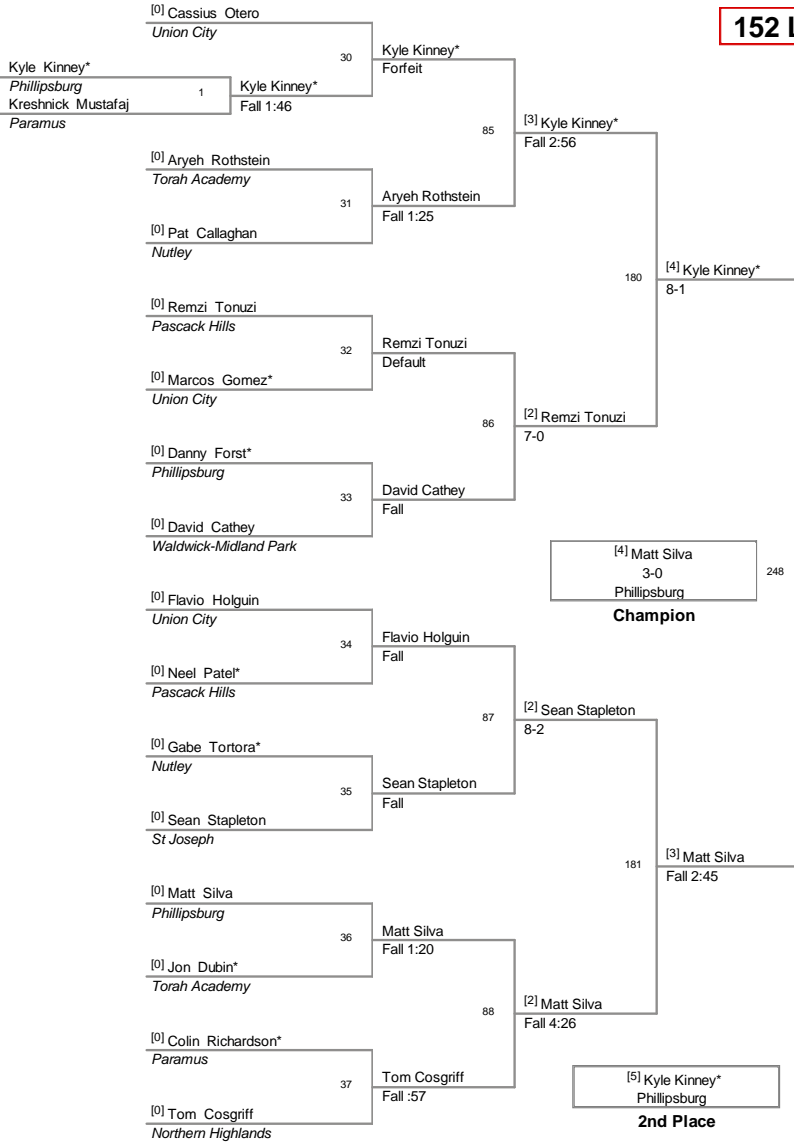 [0] Cassius Otero
Union City
152 L
30
Kyle Kinney*
Forfeit
Kyle Kinney*
Phillipsburg
Kreshnick Mustafaj
Paramus
1
Kyle Kinney*
Fall 1:46
85
[3] Kyle Kinney*
Fall 2:56
[0] Aryeh Rothstein
Torah Academy
31
Aryeh Rothstein
Fall 1:25
[0] Pat Callaghan
Nutley
180
[4] Kyle Kinney*
8-1
[0] Remzi Tonuzi
Pascack Hills
32
Remzi Tonuzi
Default
[0] Marcos Gomez*
Union City
86
[2] Remzi Tonuzi
7-0
[0] Danny Forst*
Phillipsburg
33
David Cathey
Fall
[0] David Cathey
Waldwick-Midland Park
[4] Matt Silva
3-0
Phillipsburg
248
Champion
[0] Flavio Holguin
Union City
34
Flavio Holguin
Fall
[0] Neel Patel*
Pascack Hills
87
[2] Sean Stapleton
8-2
[0] Gabe Tortora*
Nutley
35
Sean Stapleton
Fall
[0] Sean Stapleton
St Joseph
181
[3] Matt Silva
Fall 2:45
[0] Matt Silva
Phillipsburg
36
Matt Silva
Fall 1:20
[0] Jon Dubin*
Torah Academy
88
[2] Matt Silva
Fall 4:26
[0] Colin Richardson*
Paramus
37
Tom Cosgriff
Fall :57
[0] Tom Cosgriff
Northern Highlands
[5] Kyle Kinney*
Phillipsburg
2nd Place